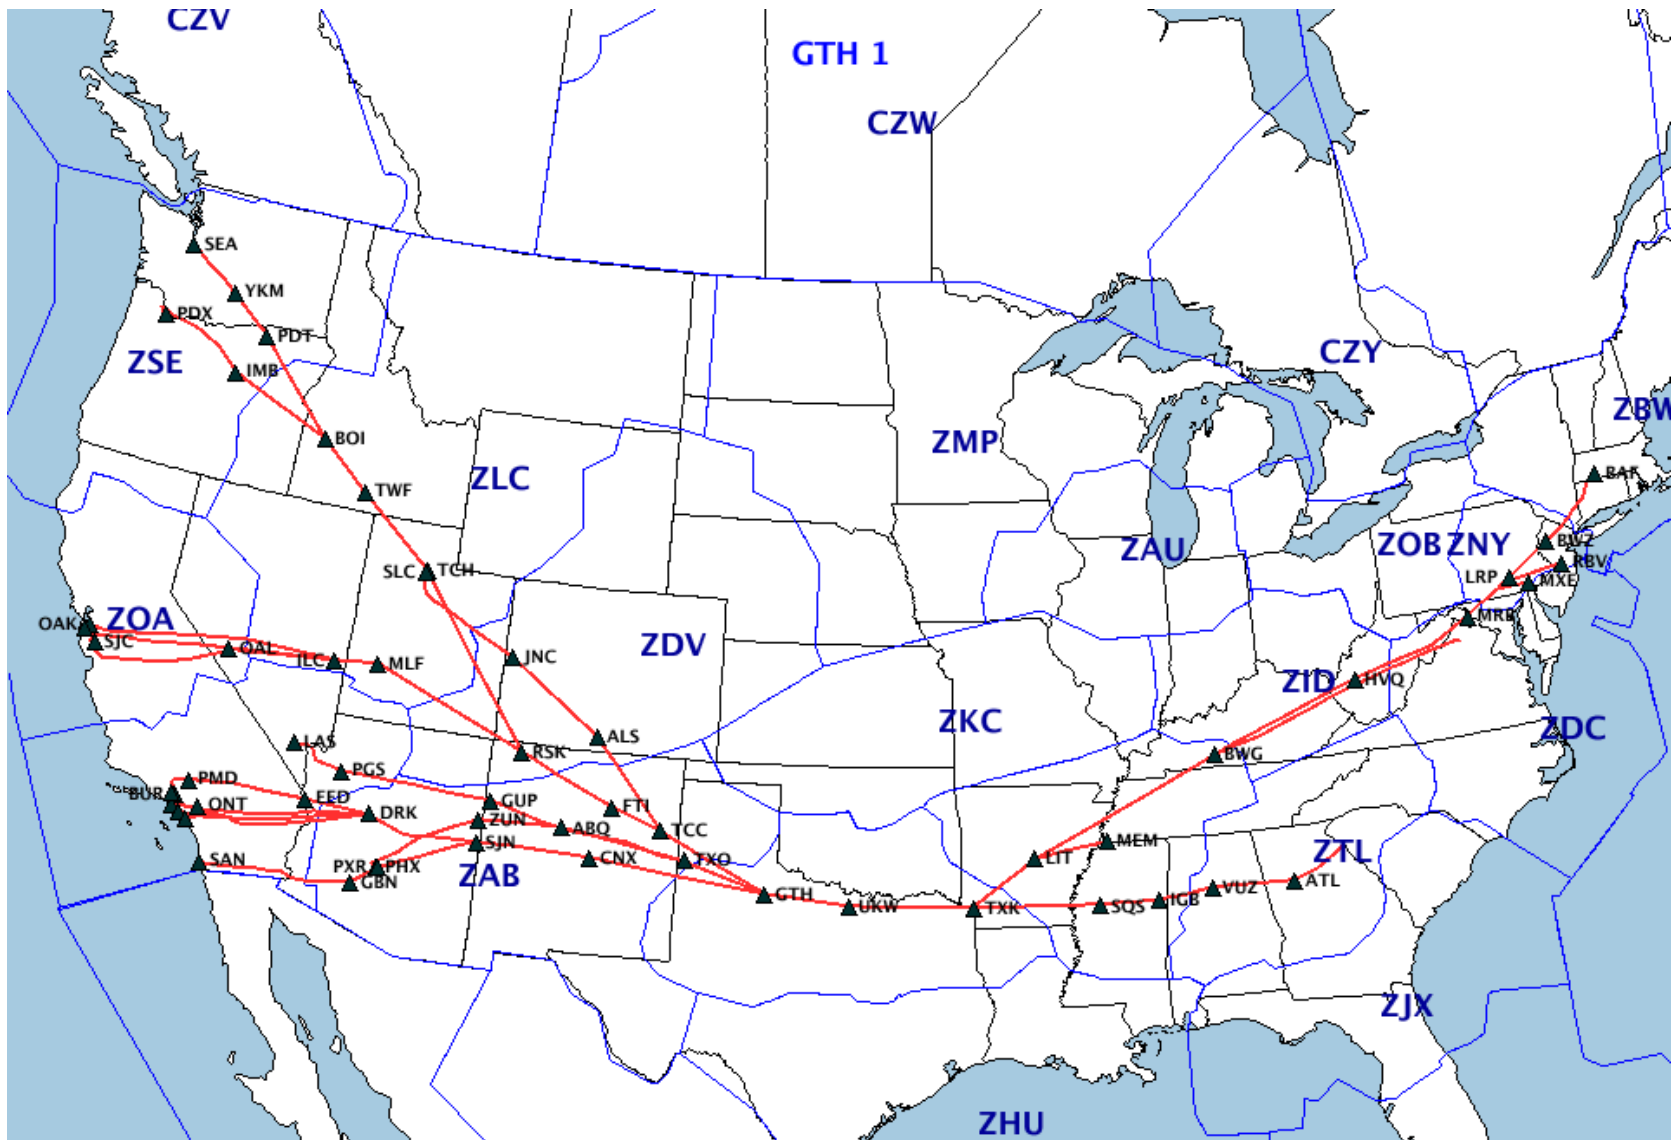 CZV
GTH 1
CZW
SEA
YKM
PDX
PDT
CZY
ZSE
IMB
ZBW
BOI
ZMP
ZLC
TWF
BAF
ZAU
ZOB
ZNY
BWZ
RBV
SLC
TCH
LRP
MXE
OAK
ZOA
SJC
MRB
OAL
ILC
MLF
JNC
ZDV
ZID
HVQ
ZKC
ZDC
LAS
ALS
RSK
BWG
PGS
PMD
BUR
ONT
EED
DRK
GUP
ZUN
ABQ
FTI
TCC
SJN
MEM
SAN
PXR
PHX
GBN
ZAB
CNX
TXO
LIT
ZTL
GTH
UKW
TXK
SQS
IGB
VUZ
ATL
ZJX
ZHU